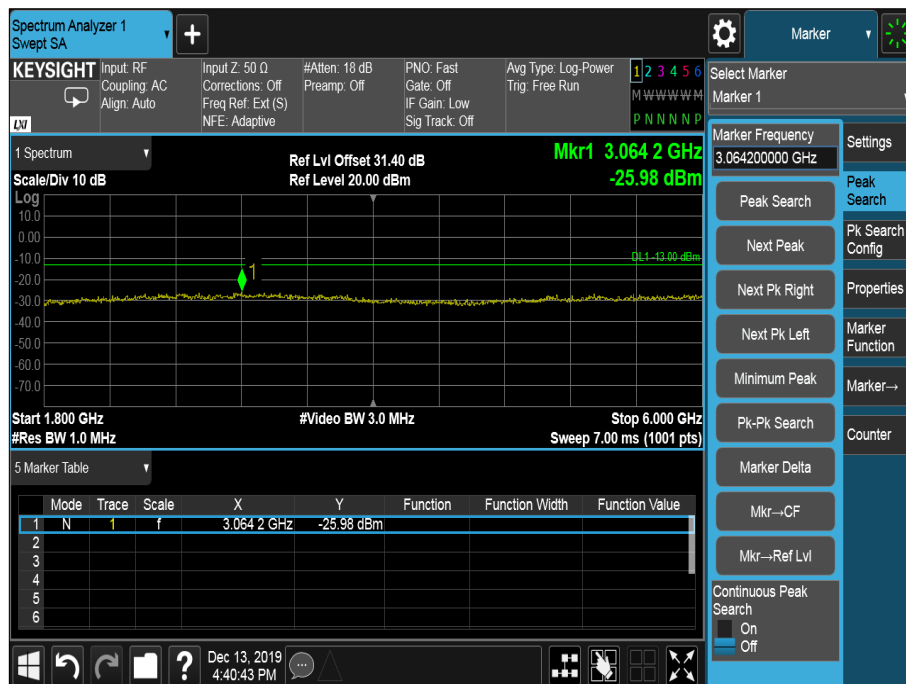 Spectrum Analyzer 1
Swept SA
+
Marker
KEYSIGHT
LXI
Input: RF
Coupling: AC
Align: Auto
Input Z: 50 Ω
Corrections: Off
Freq Ref: Ext (S)
NFE: Adaptive
#Atten: 18 dB
Preamp: Off
PNO: Fast
Gate: Off
IF Gain: Low
Sig Track: Off
Avg Type: Log-Power
Trig: Free Run
1 2 3 4 5 6
M W W W W M
P N N N N P
Select Marker
Marker 1
1 Spectrum
Scale/Div 10 dB
Ref Lvl Offset 31.40 dB
Ref Level 20.00 dBm
Mkr1 3.064 2 GHz
-25.98 dBm
Log
10.0
0.00
-10.0
-20.0
-30.0
-40.0
-50.0
-60.0
-70.0
1
DL1 -13.00 dBm
Start 1.800 GHz
#Res BW 1.0 MHz
#Video BW 3.0 MHz
Stop 6.000 GHz
Sweep 7.00 ms (1001 pts)
5 Marker Table
Mode Trace Scale X Y Function Function Width Function Value
1 N 1 f 3.064 2 GHz -25.98 dBm
2
3
4
5
6
Marker Frequency
3.064200000 GHz
Peak Search
Next Peak
Next Pk Right
Next Pk Left
Minimum Peak
Pk-Pk Search
Marker Delta
Mkr→CF
Mkr→Ref Lvl
Continuous Peak
Search
On
Off
Settings
Peak
Search
Pk Search
Config
Properties
Marker
Function
Marker→
Counter
?
Dec 13, 2019
4:40:43 PM